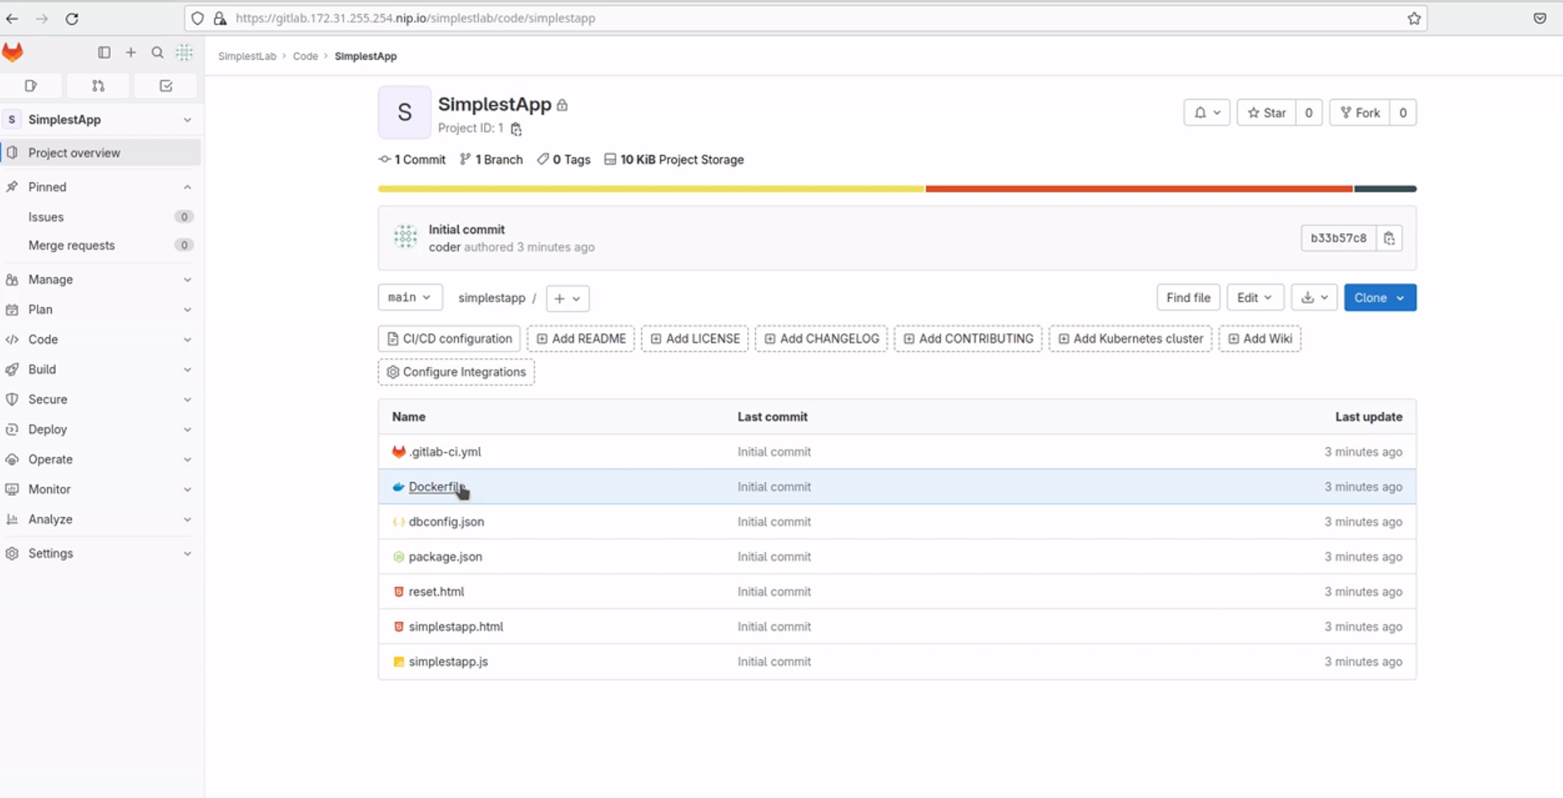 https://gitlab.172.31.255.254.nip.io/simplestlab/code/simplestapp
SimplestLab > Code > SimplestApp
S SimplestApp
Project overview
Pinned
Issues 0
Merge requests 0
Manage
Plan
Code
Build
Secure
Deploy
Operate
Monitor
Analyze
Settings
S
SimplestApp
Project ID: 1
Star 0
Fork 0
1 Commit 1 Branch 0 Tags 10 KiB Project Storage
Initial commit
coder authored 3 minutes ago
b33b57c8
main simplestapp / +
Find file Edit Clone
CI/CD configuration Add README Add LICENSE Add CHANGELOG Add CONTRIBUTING Add Kubernetes cluster Add Wiki
Configure Integrations
Name Last commit Last update
.gitlab-ci.yml Initial commit 3 minutes ago
Dockerfile Initial commit 3 minutes ago
dbconfig.json Initial commit 3 minutes ago
package.json Initial commit 3 minutes ago
reset.html Initial commit 3 minutes ago
simplestapp.html Initial commit 3 minutes ago
simplestapp.js Initial commit 3 minutes ago